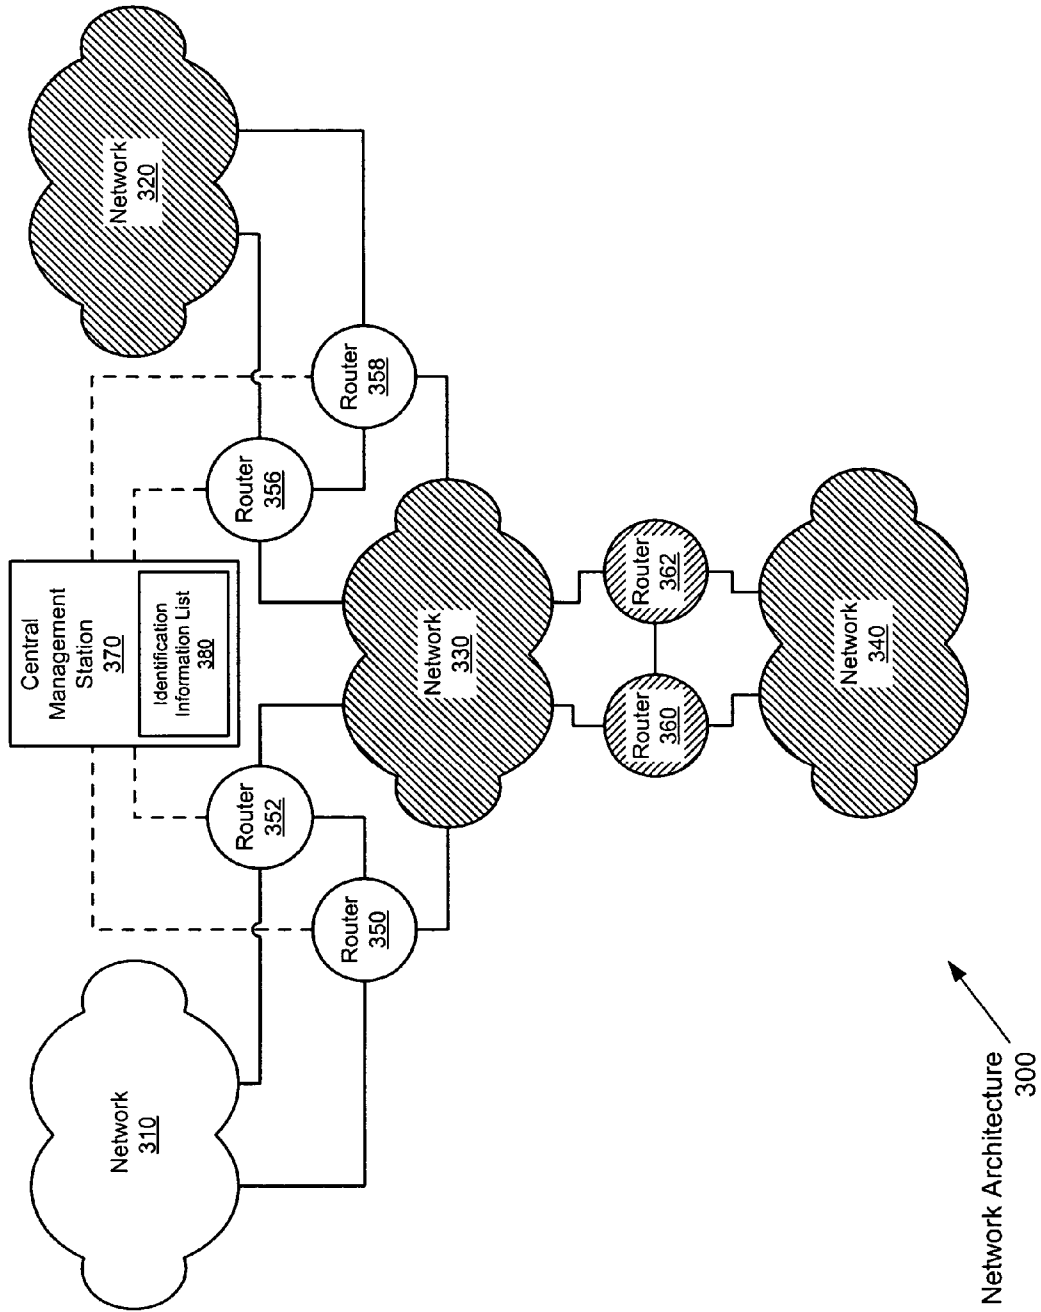 Network
310
Network
320
Central
Management
Station
370
Identification
Information List
380
Router
352
Router
356
Router
350
Router
358
Network
330
Router
360
Router
362
Network
340
Network Architecture
300